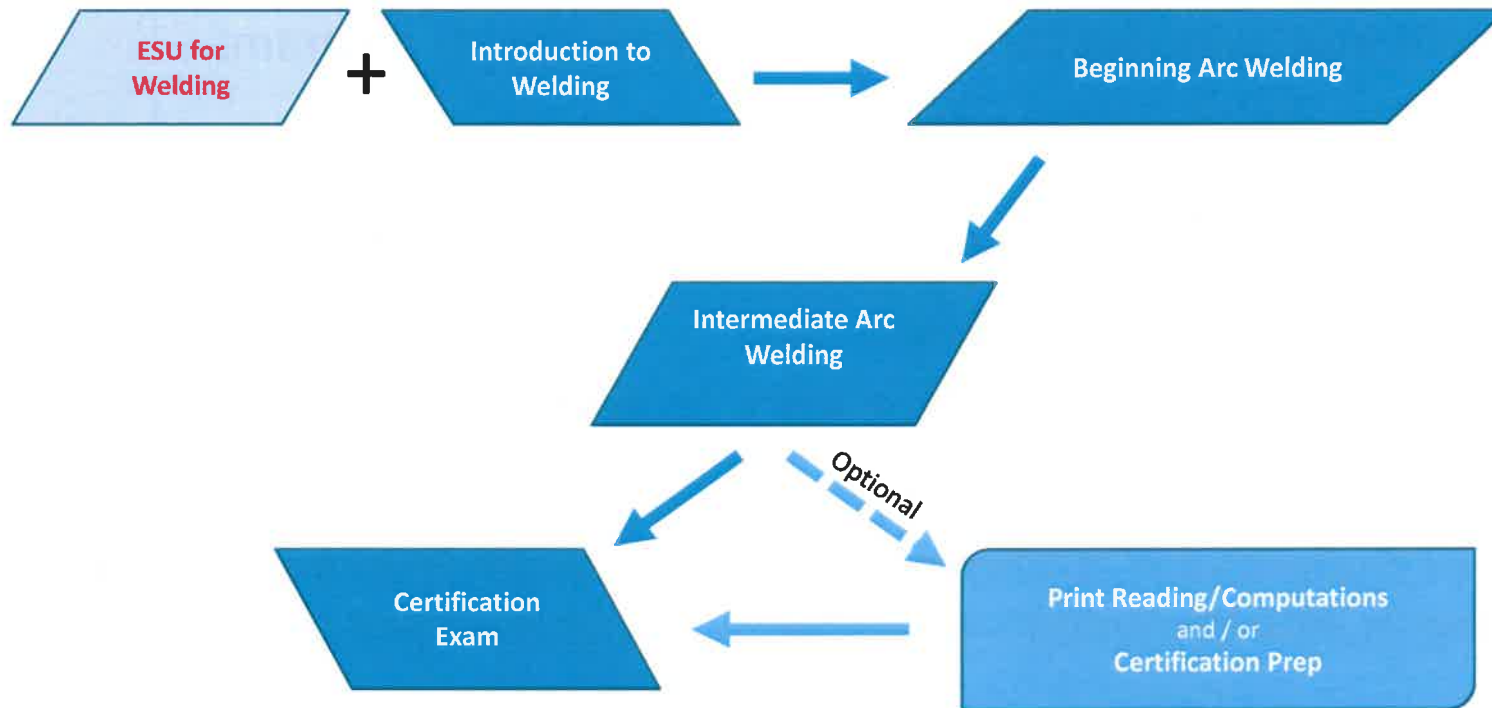 ESU for
Welding
+
Introduction to
Welding
Beginning Arc Welding
Intermediate Arc
Welding
Optional
Certification
Exam
Print Reading/Computations
and / or
Certification Prep